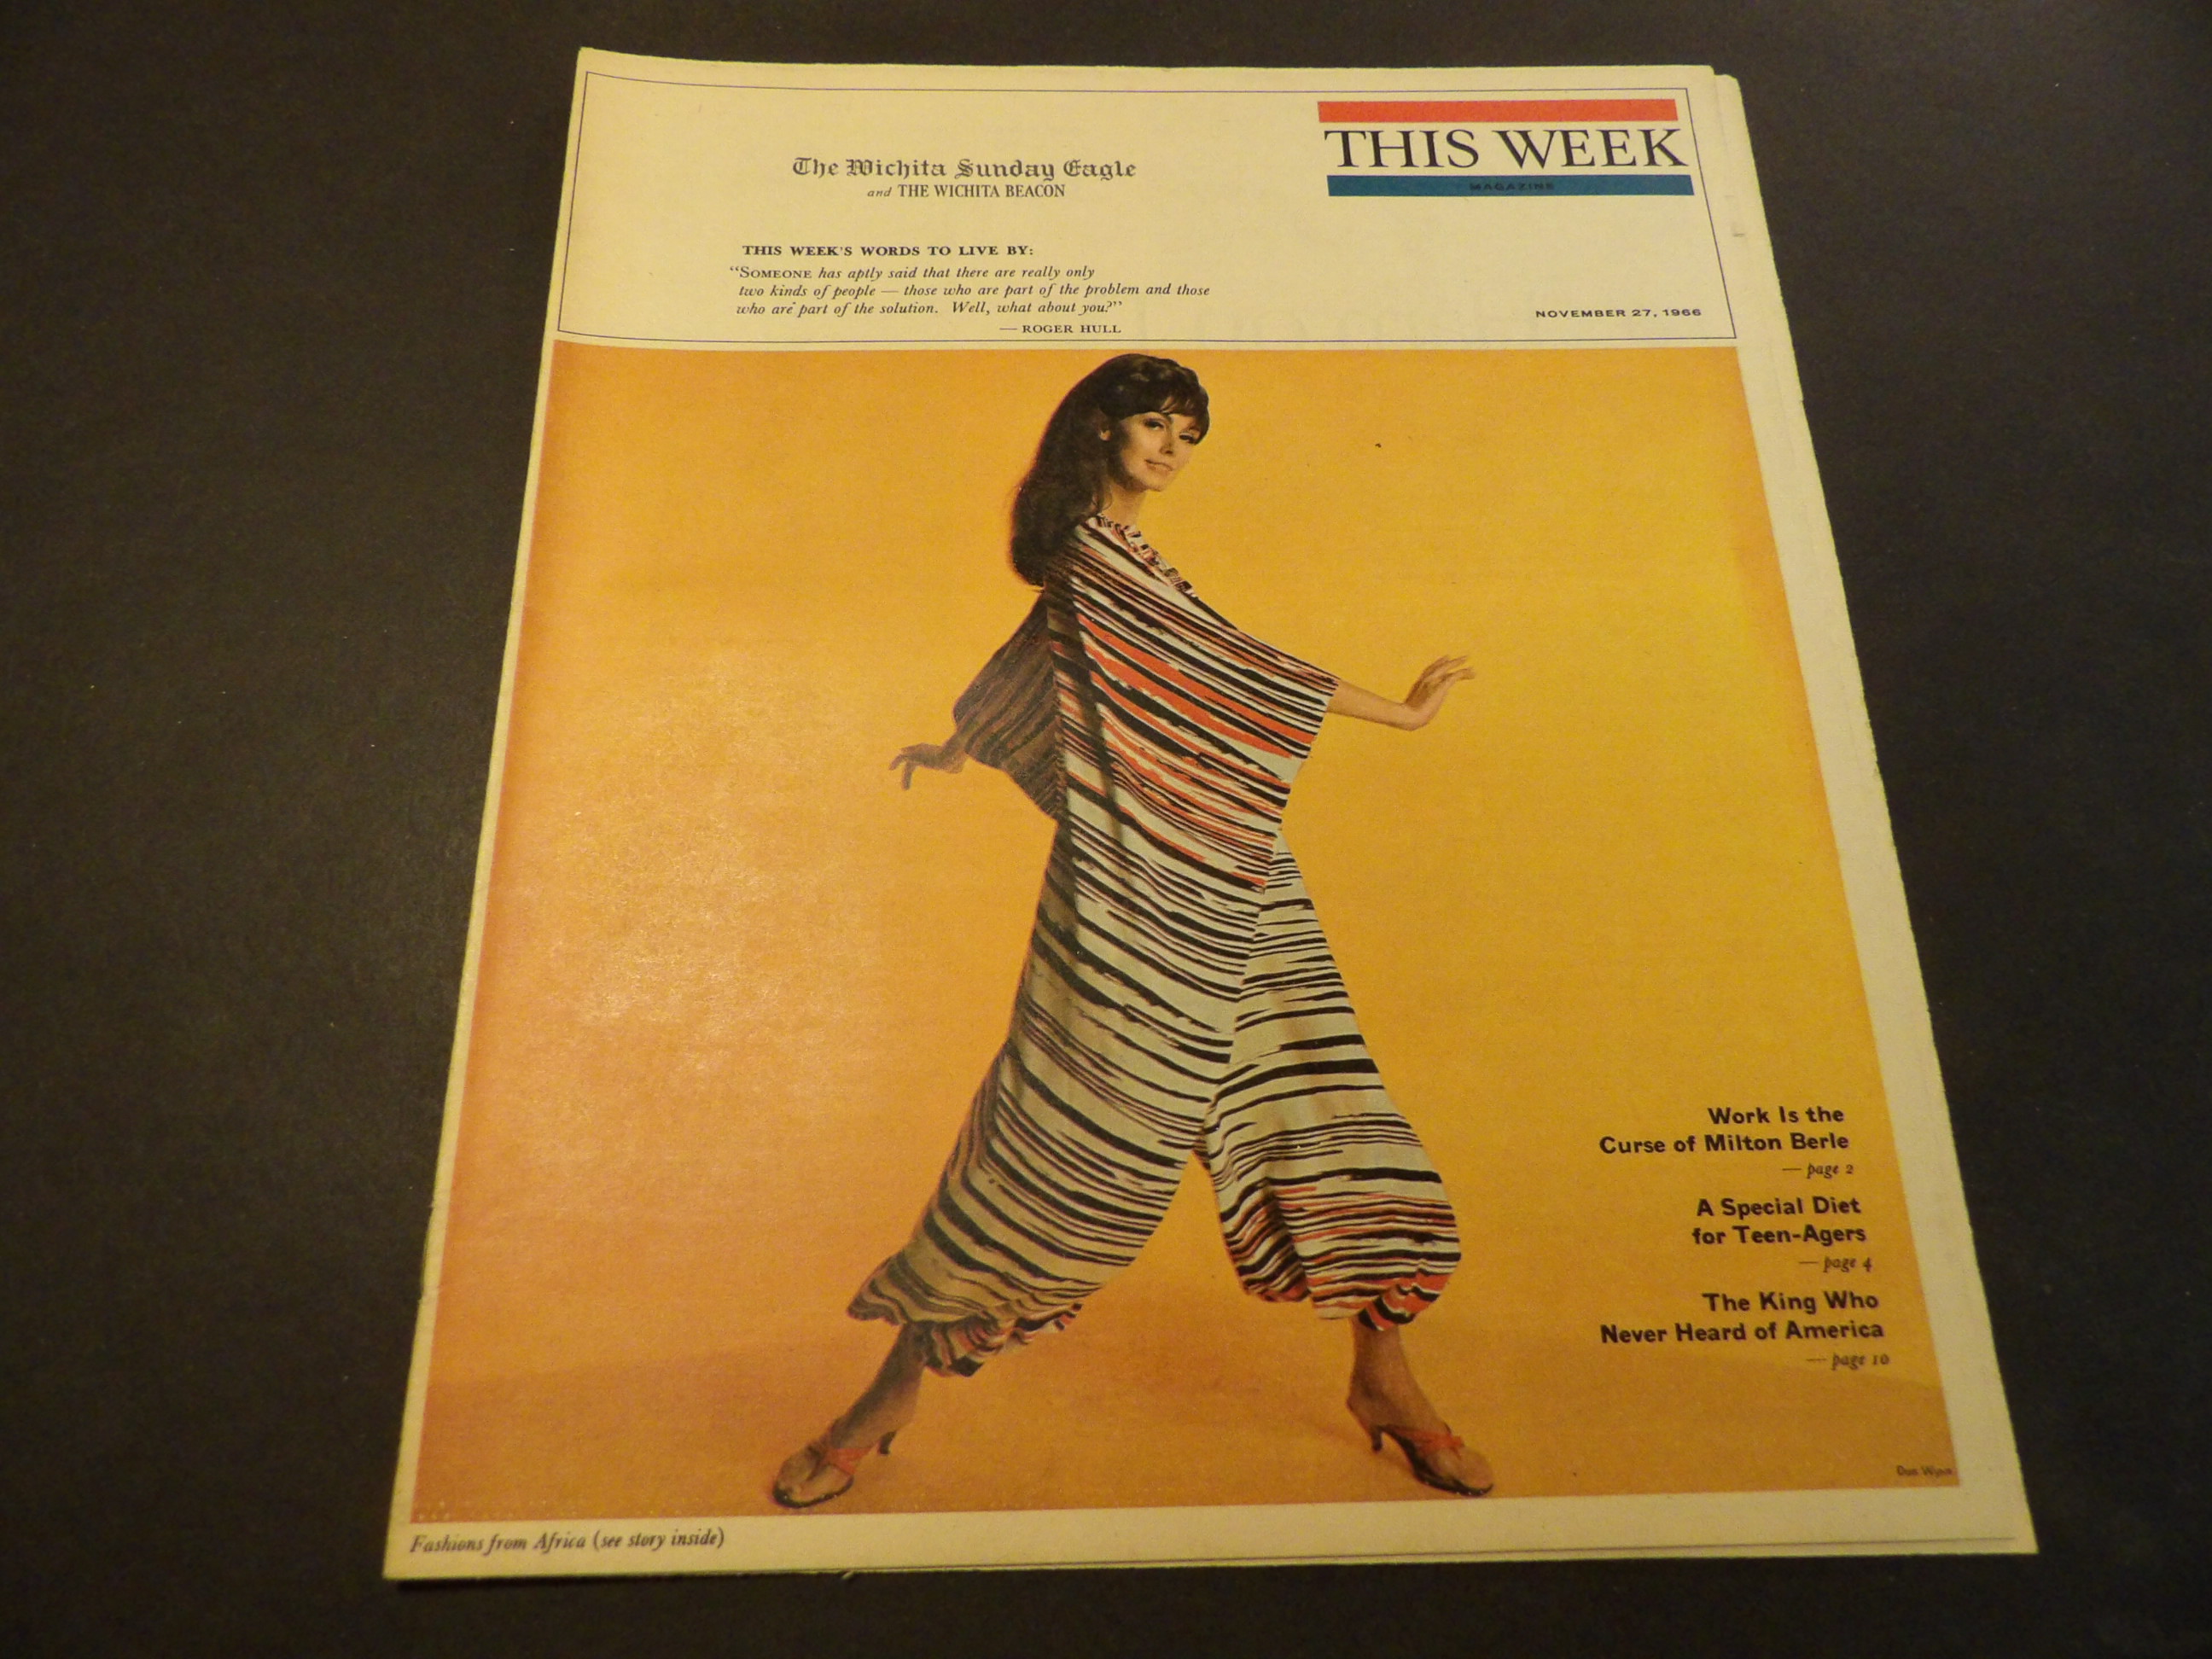 The Wichita Sunday Eagle
and THE WICHITA BEACON
THIS WEEK
MAGAZINE
THIS WEEK'S WORDS TO LIVE BY:
“SOMEONE has aptly said that there are really only
two kinds of people — those who are part of the problem and those
who are part of the solution. Well, what about you?”
— ROGER HULL
NOVEMBER 27, 1966
Work Is the
Curse of Milton Berle
— page 2
A Special Diet
for Teen-Agers
— page 4
The King Who
Never Heard of America
— page 10
Don
Fashions from Africa (see story inside)